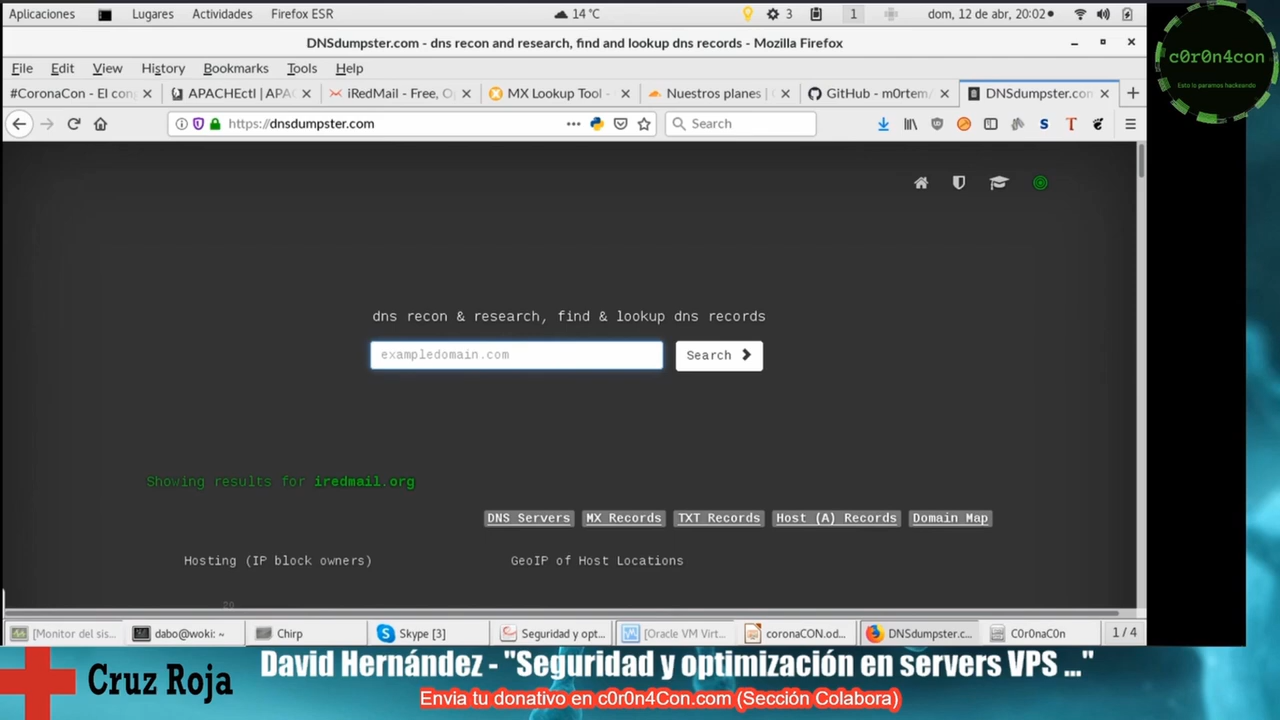 Aplicaciones Lugares Actividades Firefox ESR 14 °C 3 1 dom, 12 de abr, 20:02
DNSdumpster.com - dns recon and research, find and lookup dns records - Mozilla Firefox
c0r0n4con
Esto lo paramos hackeando
File Edit View History Bookmarks Tools Help
#CoronaCon - El con APACHEctl | APAC iRedMail - Free, Op MX Lookup Tool - Nuestros planes | GitHub - m0rtem/ DNSdumpster.con
https://dnsdumpster.com Search
dns recon & research, find & lookup dns records
exampledomain.com Search
Showing results for iredmail.org
DNS Servers MX Records TXT Records Host (A) Records Domain Map
Hosting (IP block owners) GeoIP of Host Locations
20
[Monitor del sis... dabo@woki: ~ Chirp Skype [3] Seguridad y opt... [Oracle VM Virt... coronaCON.od... DNSdumpster.c... C0r0naC0n 1 / 4
Cruz Roja
David Hernández - "Seguridad y optimización en servers VPS ..."
Envia tu donativo en c0r0n4Con.com (Sección Colabora)